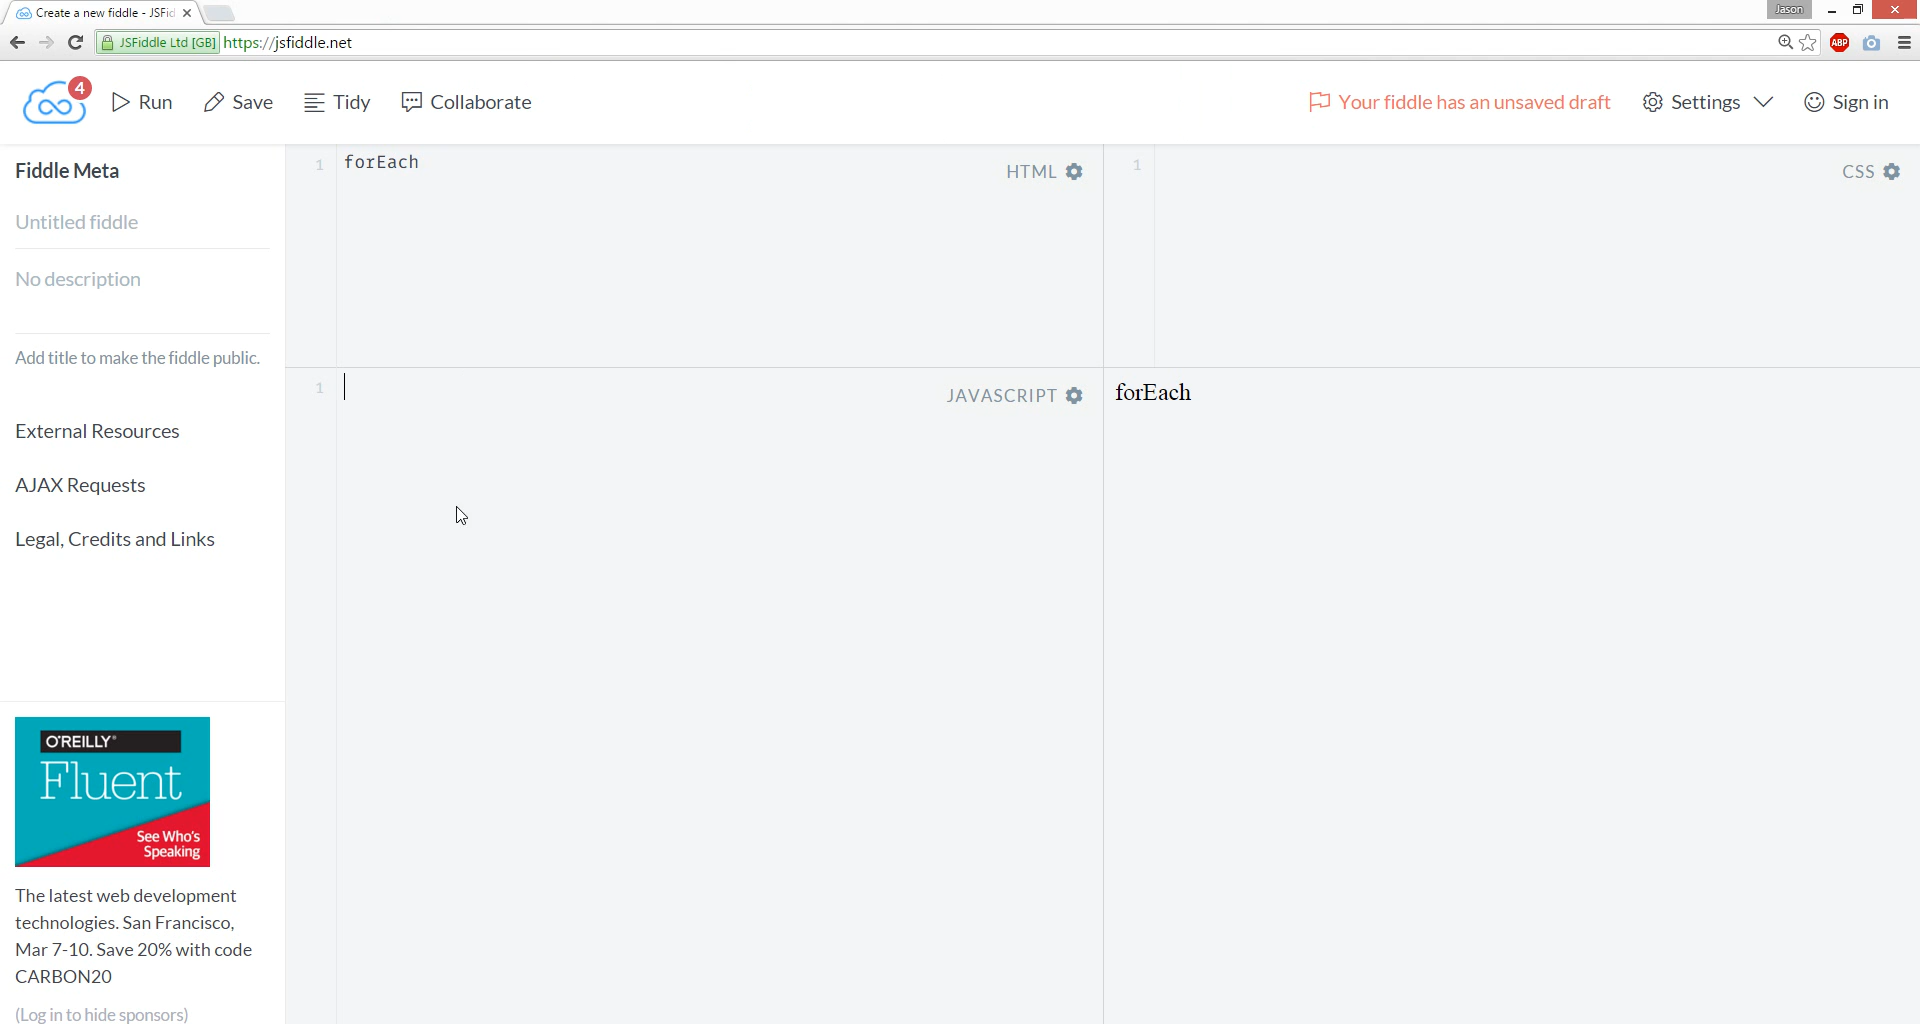 Create a new fiddle - JSFid
Jason
JSFiddle Ltd [GB] https://jsfiddle.net
ABP
4
Run
Save
Tidy
Collaborate
Your fiddle has an unsaved draft
Settings
Sign in
Fiddle Meta
Untitled fiddle
No description
Add title to make the fiddle public.
External Resources
AJAX Requests
Legal, Credits and Links
O'REILLY®
Fluent
See Who's
Speaking
The latest web development
technologies. San Francisco,
Mar 7-10. Save 20% with code
CARBON20
(Log in to hide sponsors)
1 forEach
HTML
1
CSS
1
JAVASCRIPT
forEach